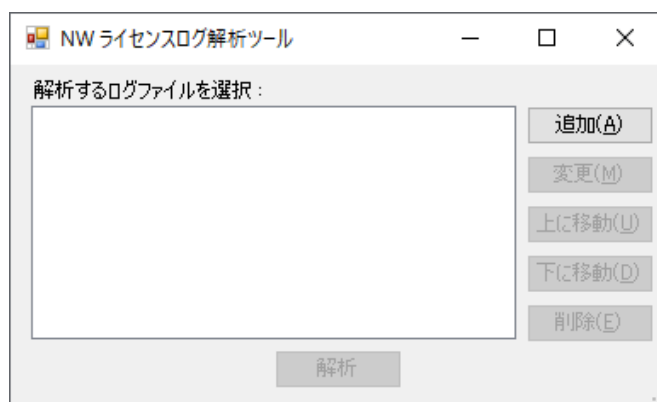 NW ライセンスログ解析ツール
解析するログファイルを選択 :
追加(A)
変更(M)
上に移動(U)
下に移動(D)
削除(E)
解析